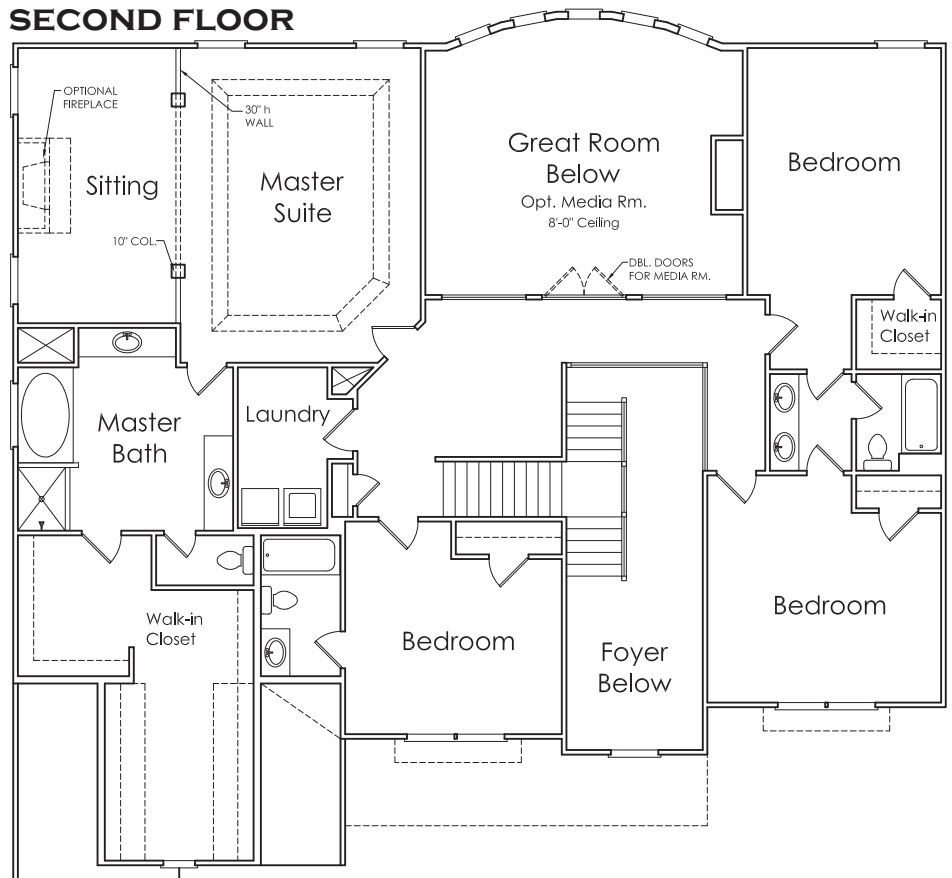 SECOND FLOOR
OPTIONAL
FIREPLACE
30" h
WALL
Sitting
Master
Suite
10" COL.
Great Room
Below
Opt. Media Rm.
8'-0" Ceiling
DBL. DOORS
FOR MEDIA RM.
Bedroom
Walk-in
Closet
Master
Bath
Laundry
Walk-in
Closet
Bedroom
Foyer
Below
Bedroom